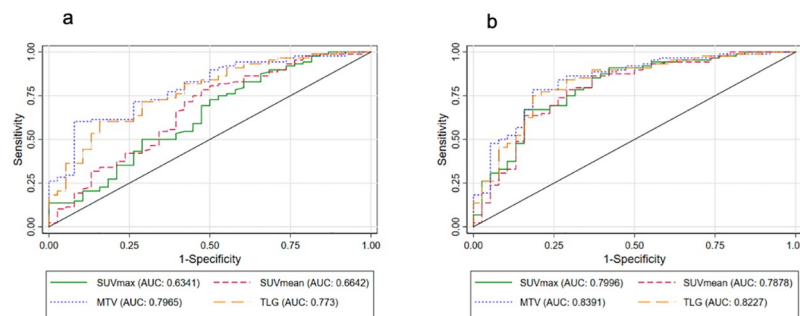 a
Sensitivity
1.00
0.75
0.50
0.25
0.00
0.00 0.25 0.50 0.75 1.00
1-Specificity
SUVmax (AUC: 0.6341) SUVmean (AUC: 0.6642)
MTV (AUC: 0.7965) TLG (AUC: 0.773)
b
Sensitivity
1.00
0.75
0.50
0.25
0.00
0.00 0.25 0.50 0.75 1.00
1-Specificity
SUVmax (AUC: 0.7996) SUVmean (AUC: 0.7878)
MTV (AUC: 0.8391) TLG (AUC: 0.8227)